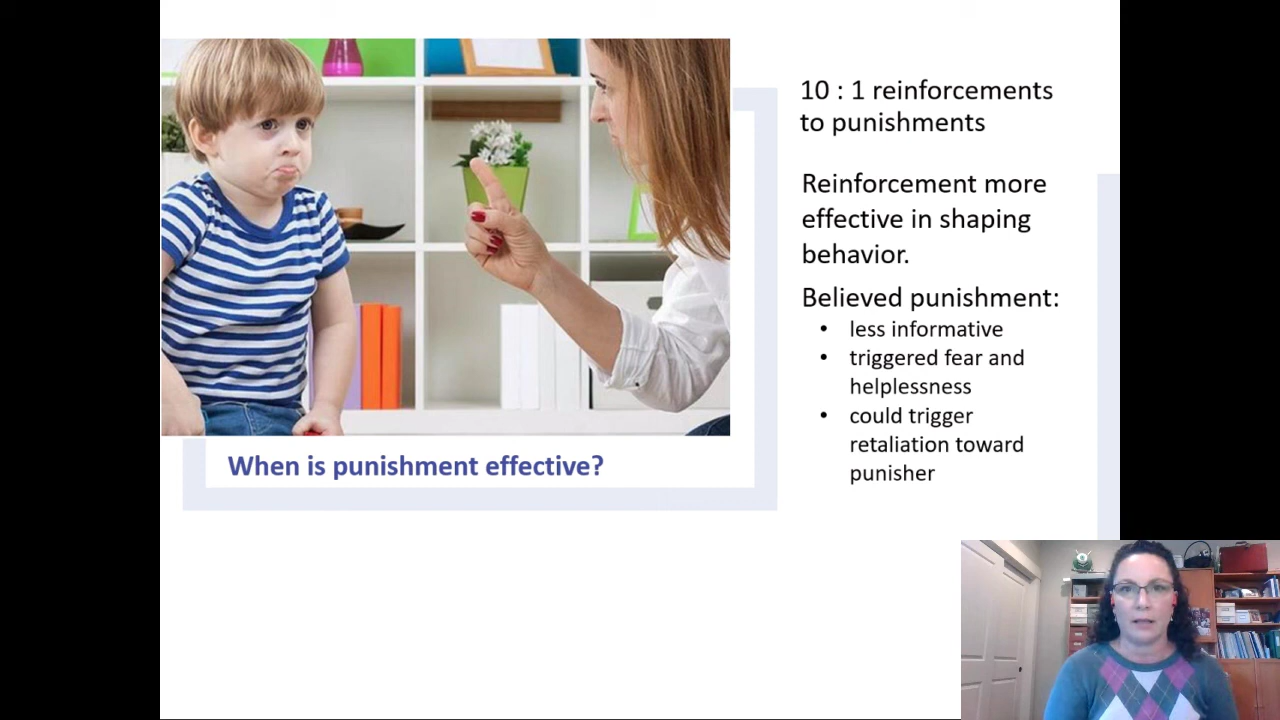 10 : 1 reinforcements
to punishments
Reinforcement more
effective in shaping
behavior.
Believed punishment:
• less informative
• triggered fear and
helplessness
• could trigger
retaliation toward
punisher
When is punishment effective?